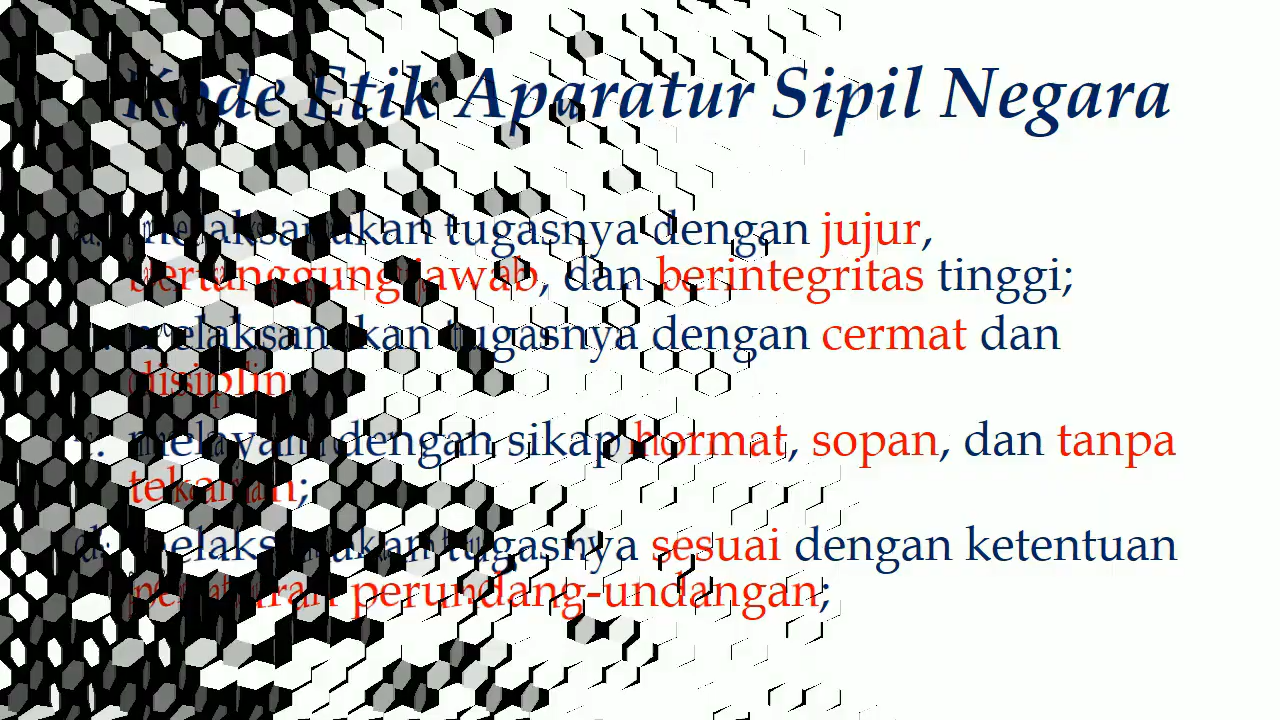 Kode Etik Aparatur Sipil Negara
a. melaksanakan tugasnya dengan jujur,
bertanggung jawab, dan berintegritas tinggi;
melaksanakan tugasnya dengan cermat dan
disiplin
melayani dengan sikap hormat, sopan, dan tanpa
tekanan;
d. melaksanakan tugasnya sesuai dengan ketentuan
peraturan perundang-undangan;